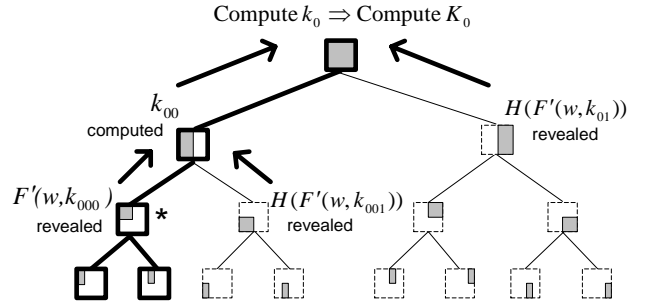 Compute k₀ ⇒ Compute K₀
k₀₀
computed
H(F'(w,k₀₁))
revealed
F'(w,k₀₀₀)
revealed
*
H(F'(w,k₀₀₁))
revealed